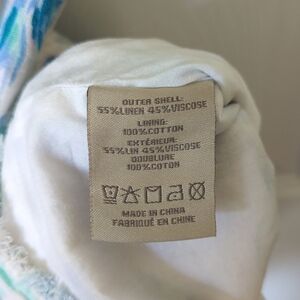 OUTER SHELL:
55%LINEN 45%VISCOSE
LINING:
100%COTTON
EXTÉRIEUR:
55%LIN 45%VISCOSE
DOUBLURE
100%COTON
MADE IN CHINA
FABRIQUÉ EN CHINE